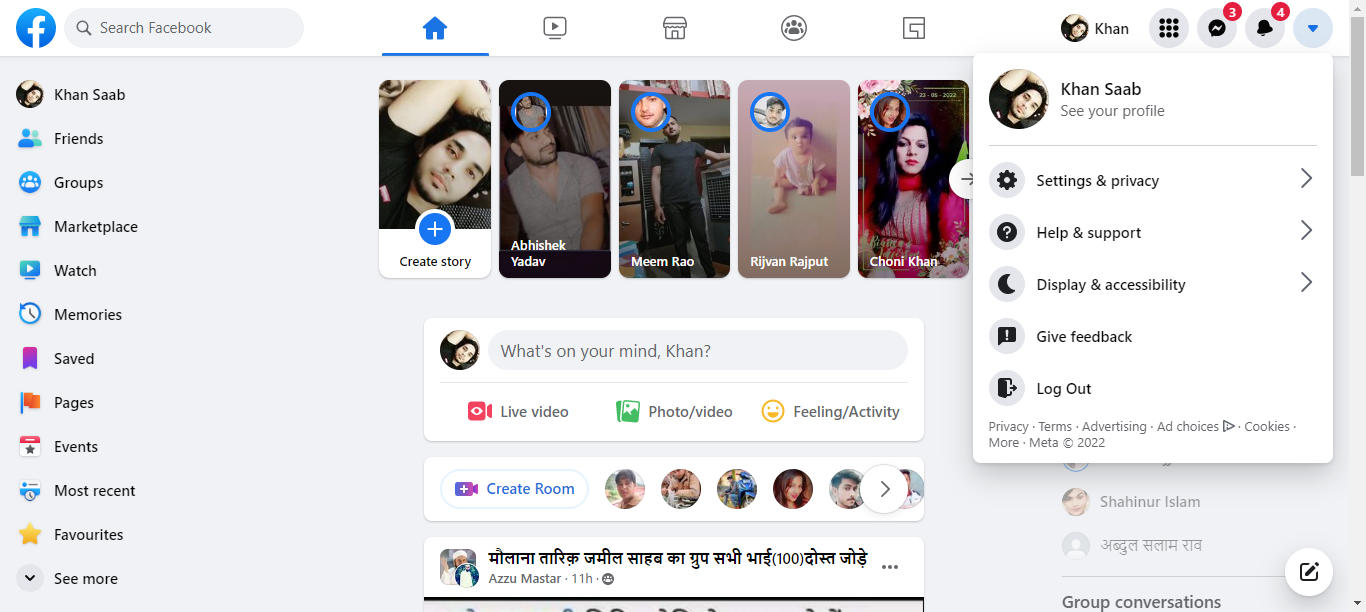 Search Facebook
Khan
3
4
Khan Saab
Friends
Groups
Marketplace
Watch
Memories
Saved
Pages
Events
Most recent
Favourites
See more
Create story
Abhishek
Yadav
Meem Rao
Rijvan Rajput
23 - 05 - 2022
Choni Khan
What's on your mind, Khan?
Live video
Photo/video
Feeling/Activity
Create Room
मौलाना तारिक़ जमील साहब का ग्रुप सभी भाई(100)दोस्त जोड़े
Azzu Mastar · 11h ·
Khan Saab
See your profile
Settings & privacy
Help & support
Display & accessibility
Give feedback
Log Out
Privacy · Terms · Advertising · Ad choices · Cookies ·
More · Meta © 2022
Shahinur Islam
अब्दुल सलाम राव
Group conversations